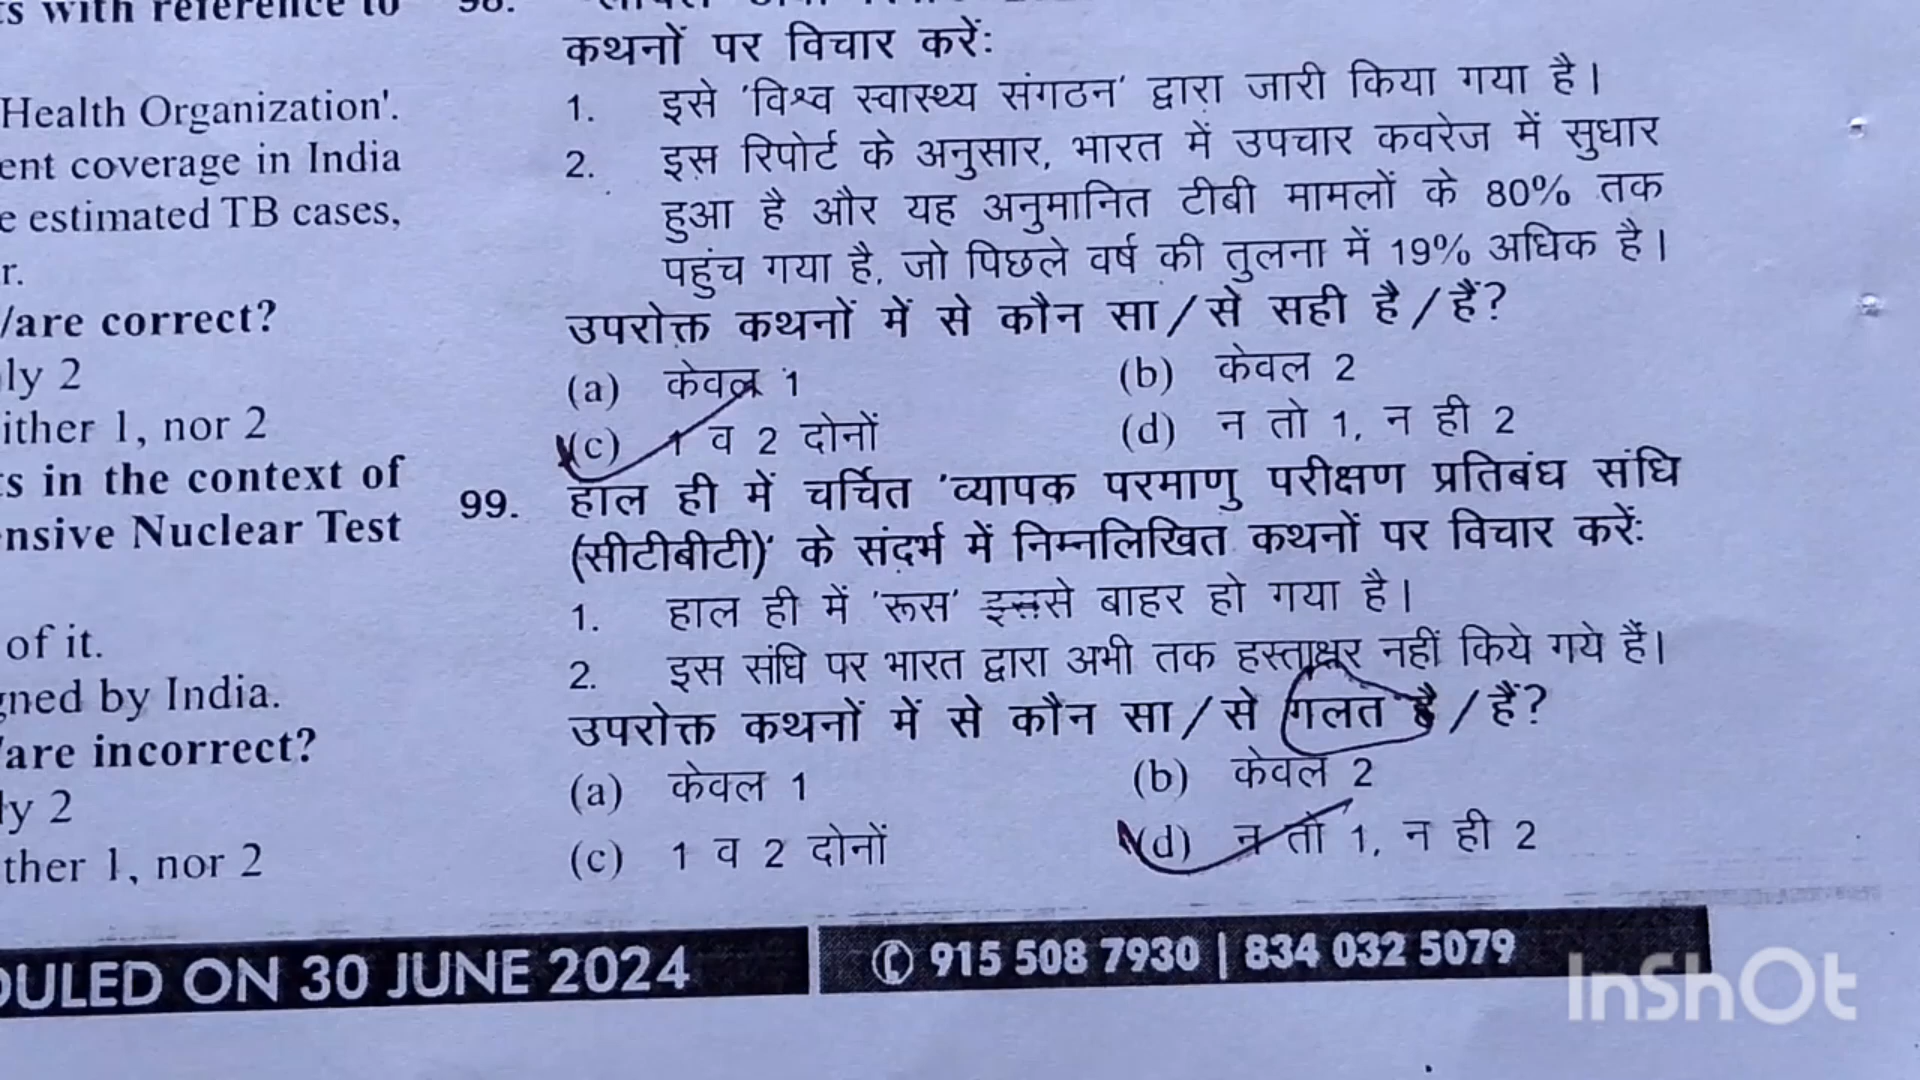 s with reference to
Health Organization'.
ent coverage in India
e estimated TB cases,
r.
/are correct?
ly 2
ither 1, nor 2
s in the context of
nsive Nuclear Test
of it.
gned by India.
/are incorrect?
ly 2
ther 1, nor 2
98.
कथनों पर विचार करें:
1. इसे 'विश्व स्वास्थ्य संगठन' द्वारा जारी किया गया है।
2. इस रिपोर्ट के अनुसार, भारत में उपचार कवरेज में सुधार
हुआ है और यह अनुमानित टीबी मामलों के 80% तक
पहुंच गया है, जो पिछले वर्ष की तुलना में 19% अधिक है।
उपरोक्त कथनों में से कौन सा/से सही है/हैं?
(a) केवल 1 (b) केवल 2
(c) 1 व 2 दोनों (d) न तो 1, न ही 2
99. हाल ही में चर्चित 'व्यापक परमाणु परीक्षण प्रतिबंध संधि
(सीटीबीटी)' के संदर्भ में निम्नलिखित कथनों पर विचार करें:
1. हाल ही में 'रूस' इससे बाहर हो गया है।
2. इस संधि पर भारत द्वारा अभी तक हस्ताक्षर नहीं किये गये हैं।
उपरोक्त कथनों में से कौन सा/से गलत है/हैं?
(a) केवल 1 (b) केवल 2
(c) 1 व 2 दोनों (d) न तो 1, न ही 2
DULED ON 30 JUNE 2024
915 508 7930 | 834 032 5079
InShOt